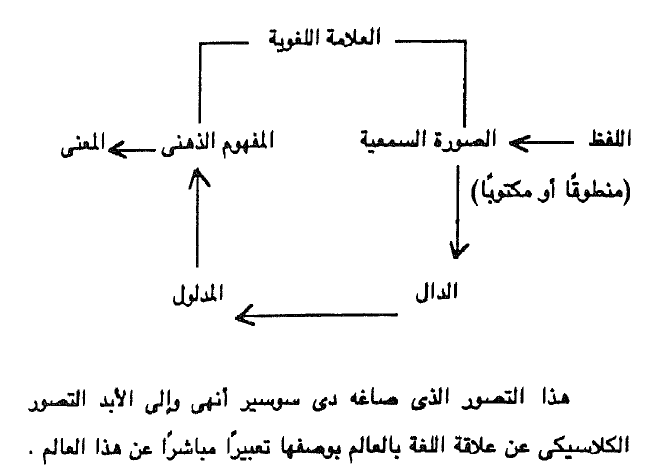 العلامة اللغوية
اللفظ الصورة السمعية المفهوم الذهنى المعنى
(منطوقًا أو مكتوبًا)
الدال المدلول
هذا التصور الذى صاغه دى سوسير أنهى وإلى الأبد التصور
الكلاسيكى عن علاقة اللغة بالعالم بوصفها تعبيرًا مباشرًا عن هذا العالم .